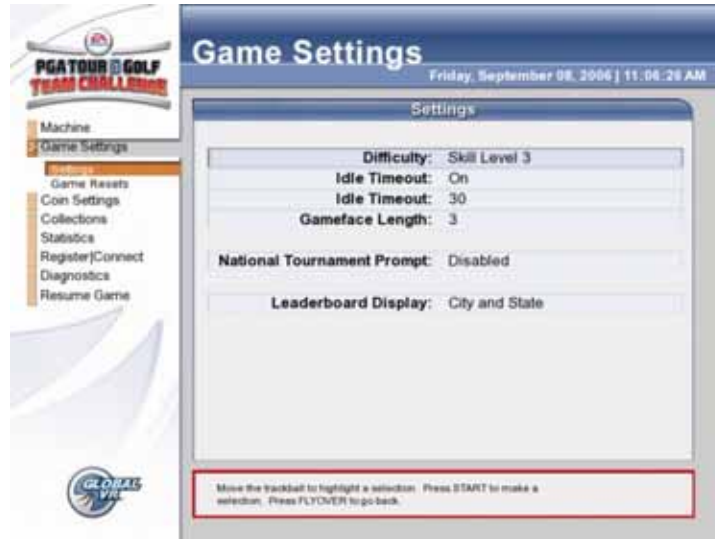 EA
PGA TOUR GOLF
TEAM CHALLENGE
Game Settings
Friday, September 08, 2006 | 11:06:26 AM
Settings
Machine
Game Settings
Settings
Game Resets
Coin Settings
Collections
Statistics
Register|Connect
Diagnostics
Resume Game
Difficulty: Skill Level 3
Idle Timeout: On
Idle Timeout: 30
Gameface Length: 3
National Tournament Prompt: Disabled
Leaderboard Display: City and State
GLOBAL
VR
Move the trackball to highlight a selection. Press START to make a
selection. Press FLYOVER to go back.